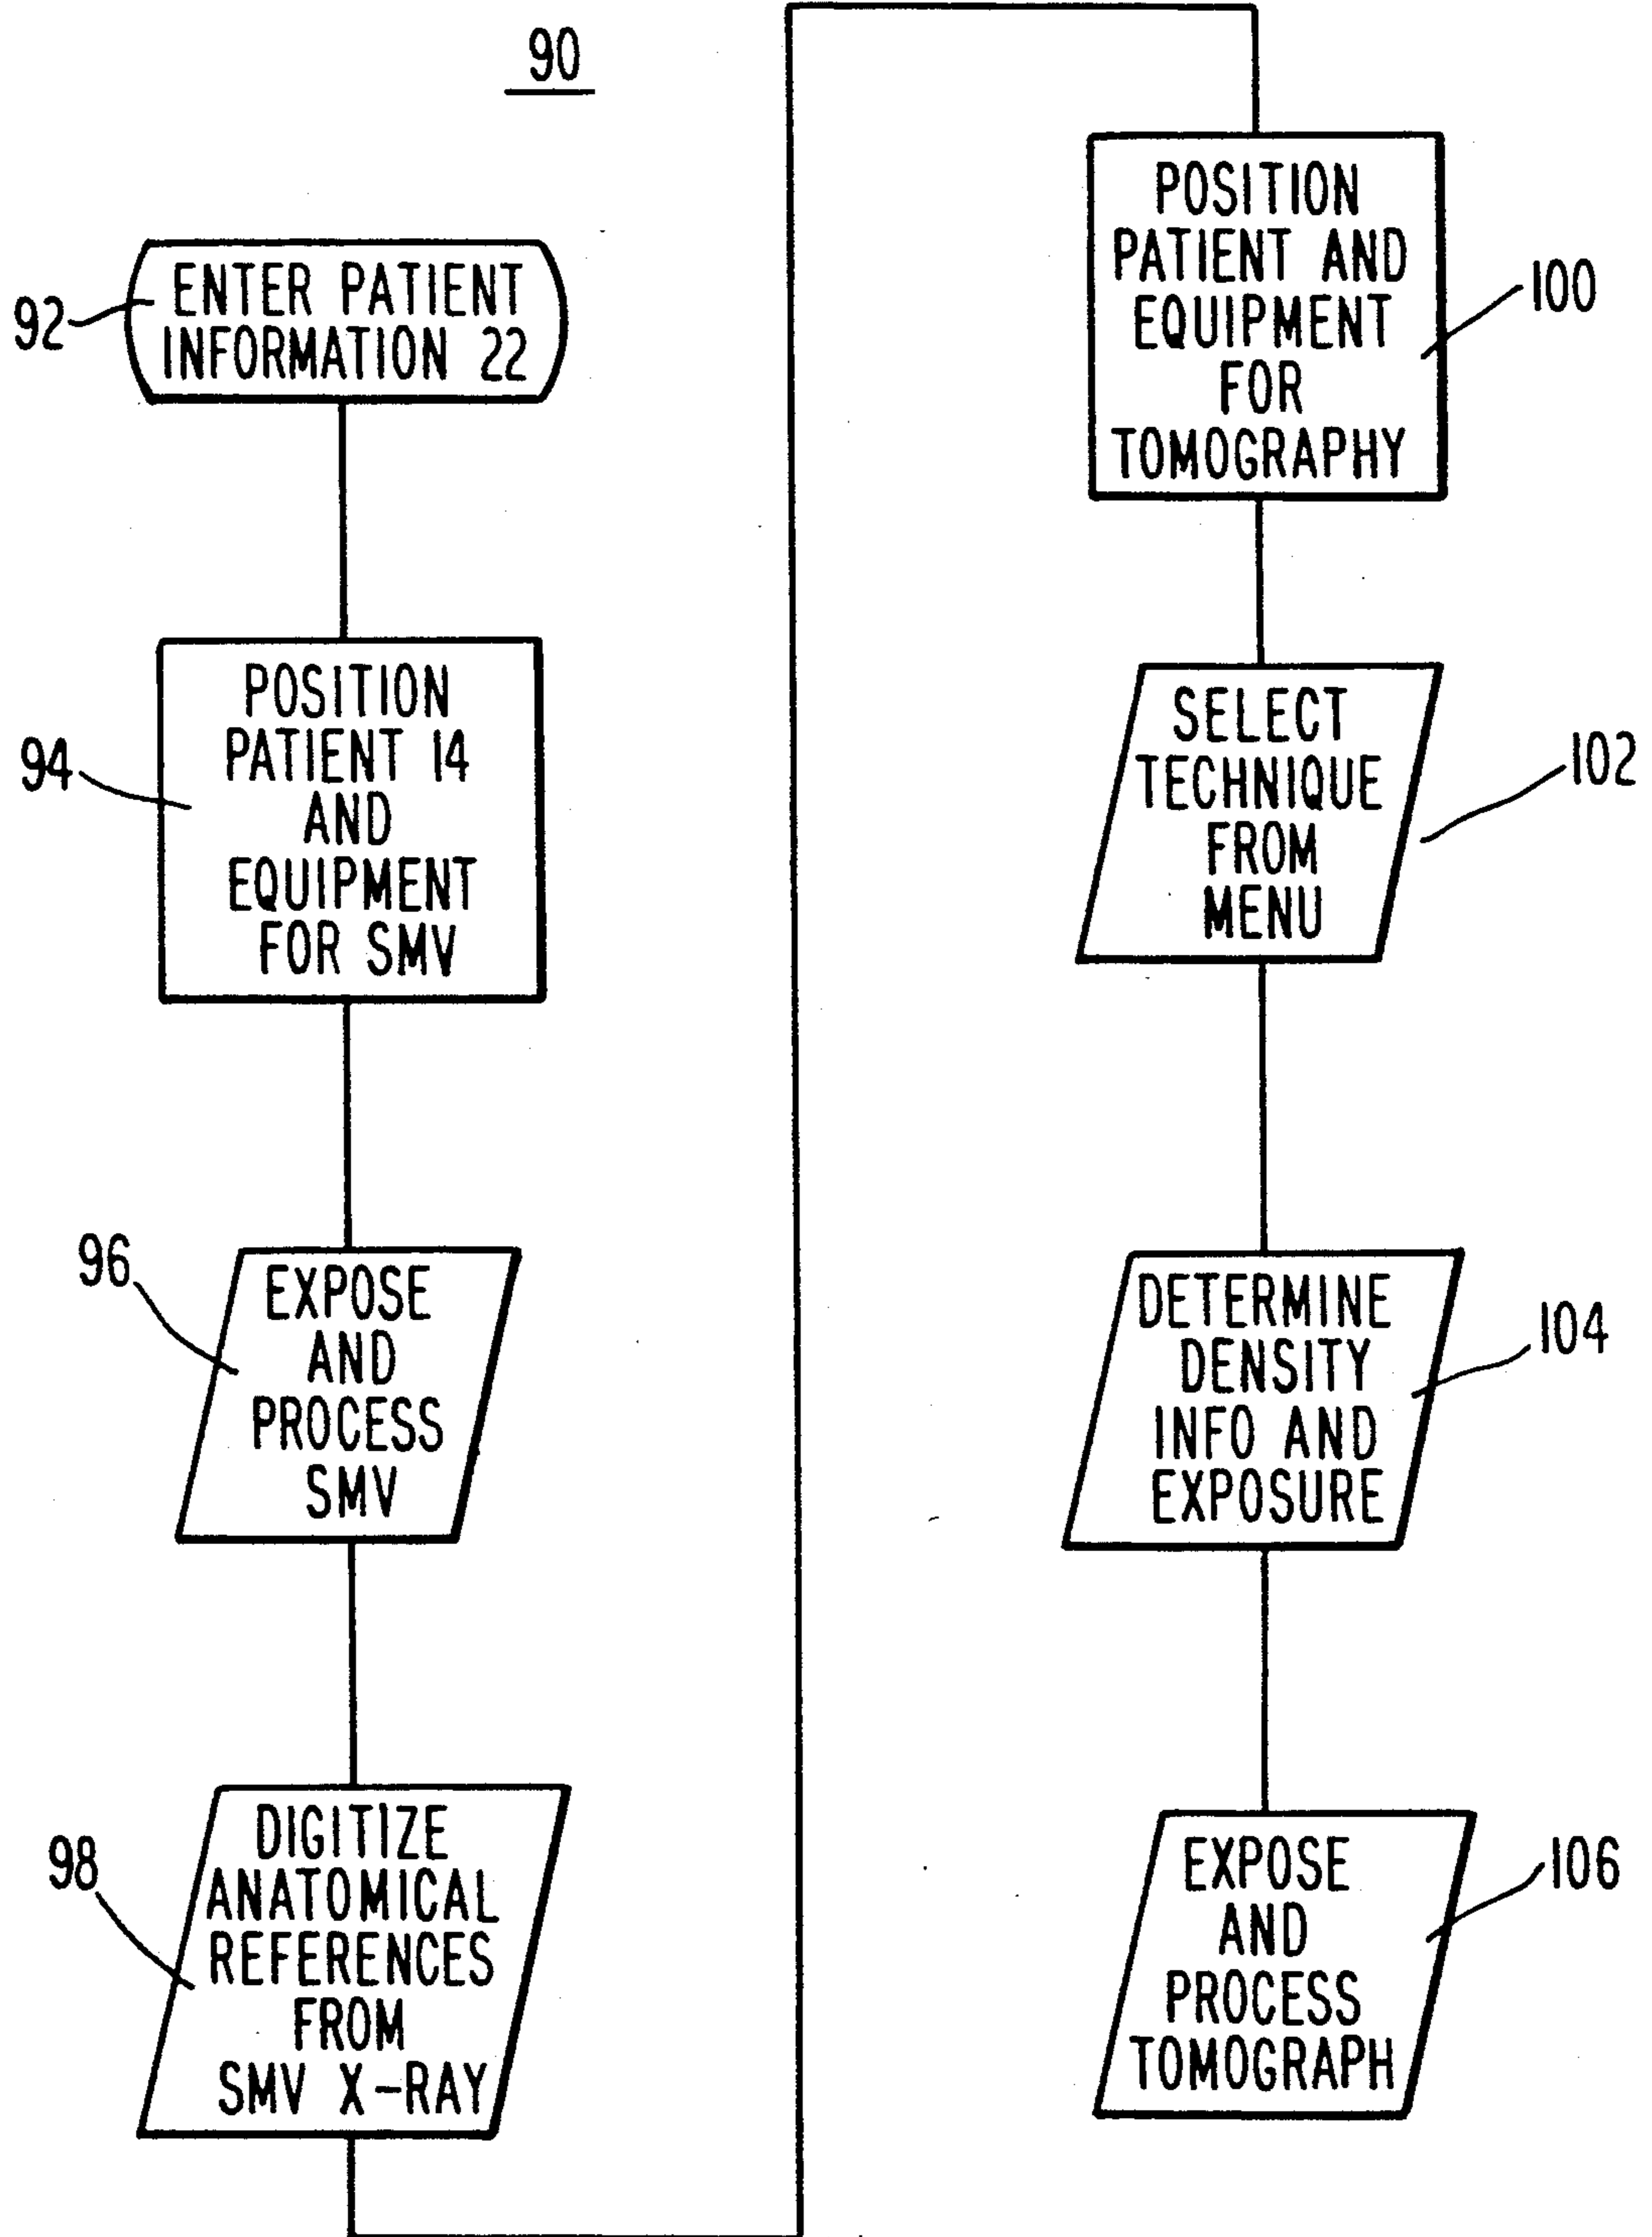 90
92
ENTER PATIENT
INFORMATION 22
94
POSITION
PATIENT 14
AND
EQUIPMENT
FOR SMV
96
EXPOSE
AND
PROCESS
SMV
98
DIGITIZE
ANATOMICAL
REFERENCES
FROM
SMV X-RAY
100
POSITION
PATIENT AND
EQUIPMENT
FOR
TOMOGRAPHY
102
SELECT
TECHNIQUE
FROM
MENU
104
DETERMINE
DENSITY
INFO AND
EXPOSURE
106
EXPOSE
AND
PROCESS
TOMOGRAPH